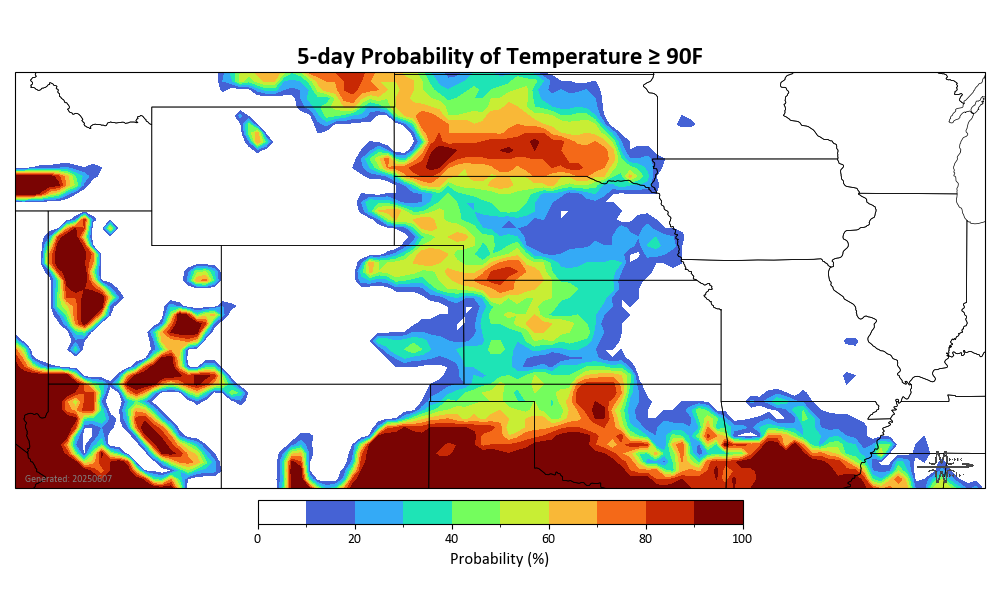 5-day Probability of Temperature ≥ 90F
Generated: 20250807
0 20 40 60 80 100
Probability (%)